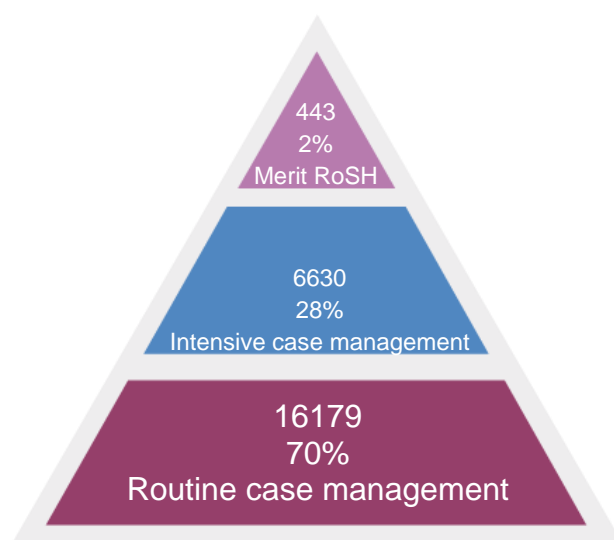 443
2%
Merit RoSH
6630
28%
Intensive case management
16179
70%
Routine case management